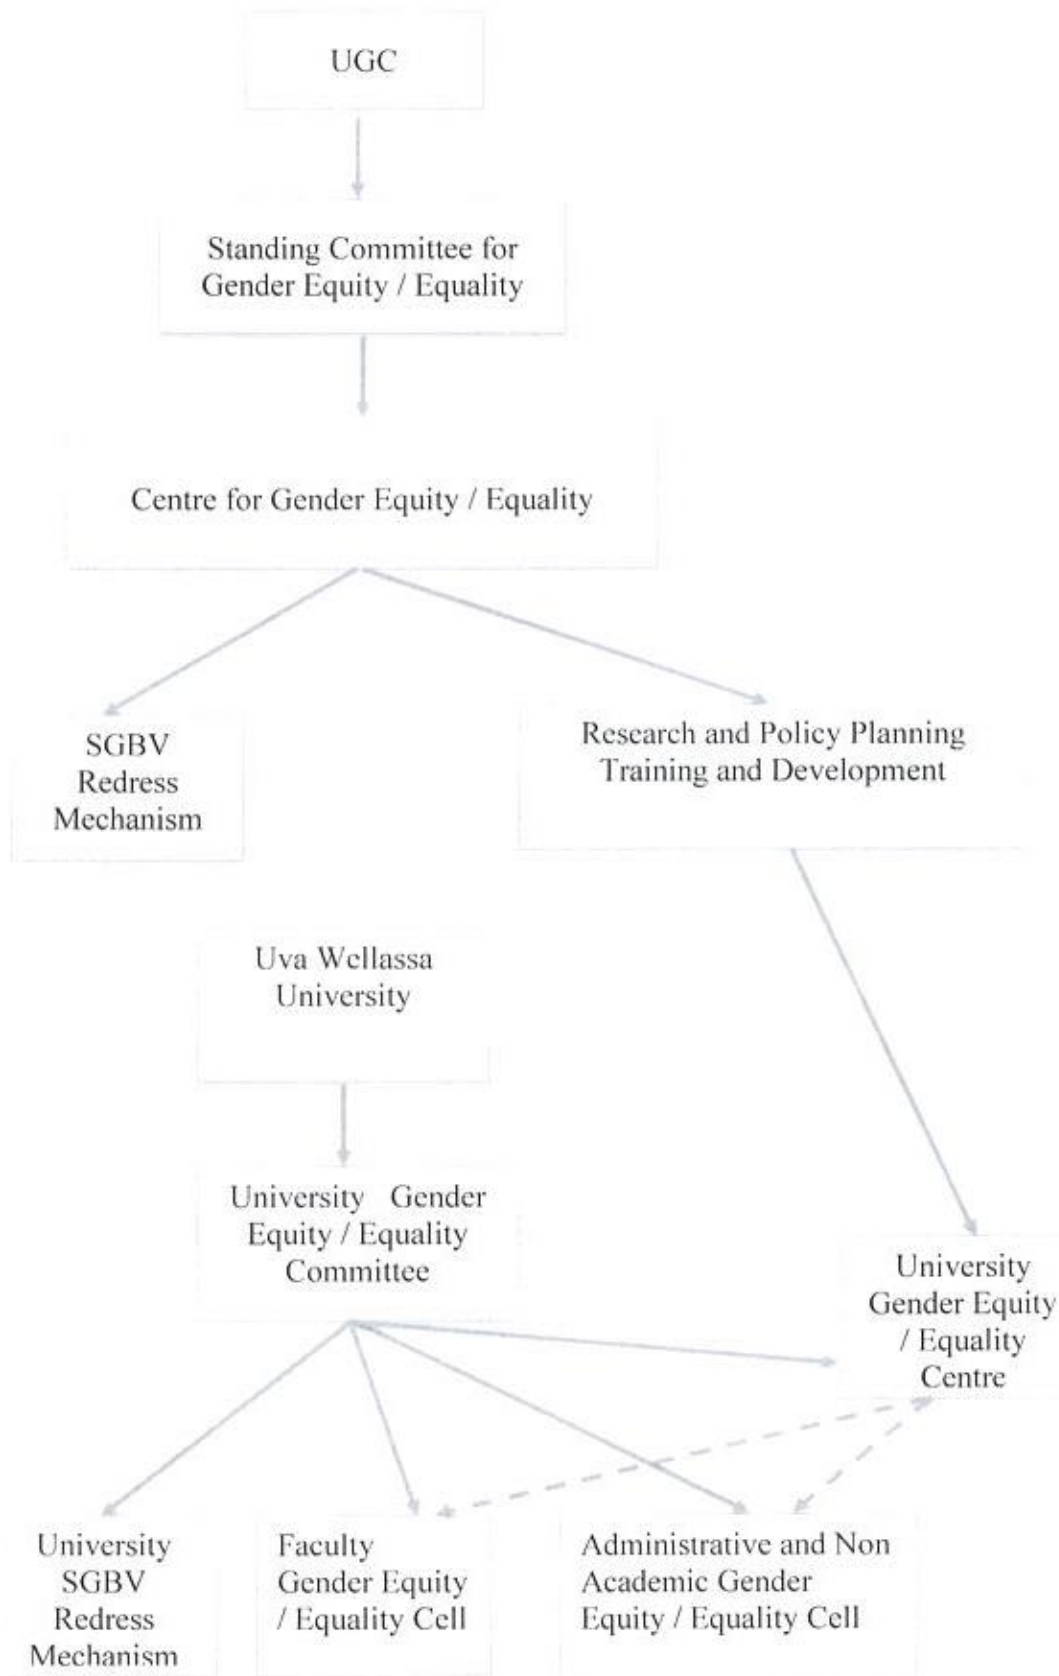 UGC
Standing Committee for
Gender Equity / Equality
Centre for Gender Equity / Equality
SGBV
Redress
Mechanism
Research and Policy Planning
Training and Development
Uva Wellassa
University
University Gender
Equity / Equality
Committee
University
Gender Equity
/ Equality
Centre
University
SGBV
Redress
Mechanism
Faculty
Gender Equity
/ Equality Cell
Administrative and Non
Academic Gender
Equity / Equality Cell